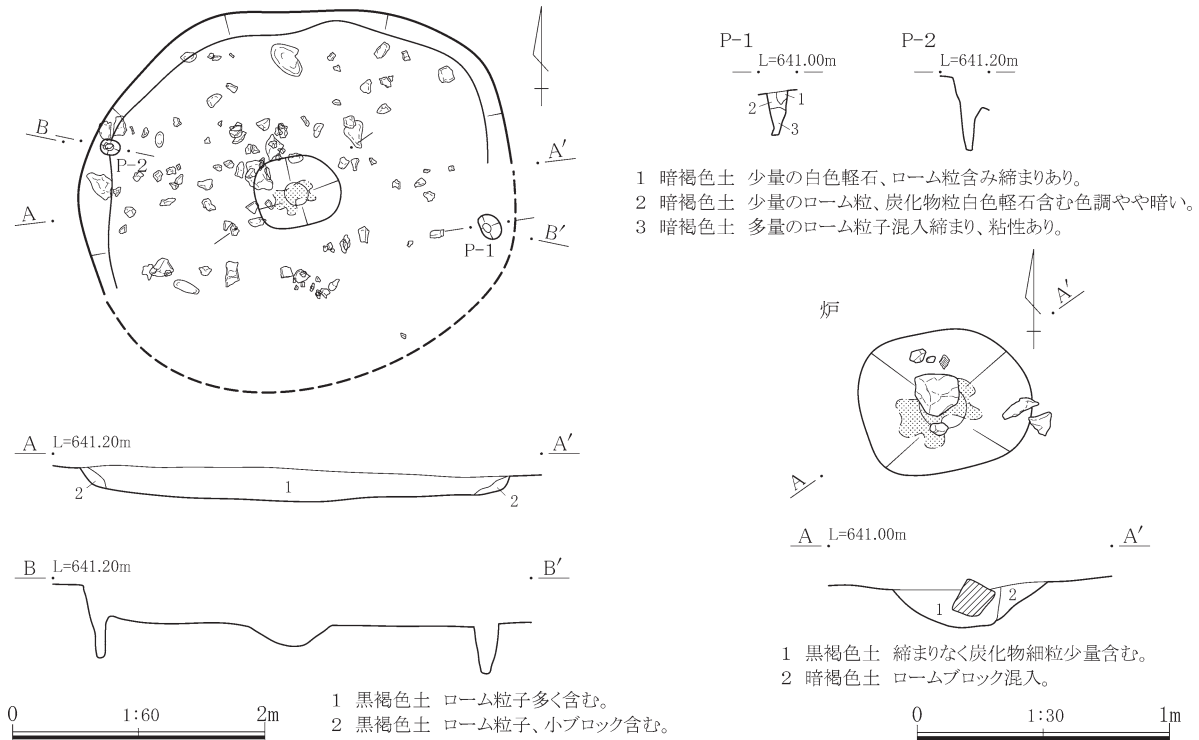 B
A
P-2
A′
B′
P-1
A L=641.20m A′
2
1
2
B L=641.20m B′
1 黒褐色土 ローム粒子多く含む。
2 黒褐色土 ローム粒子、小ブロック含む。
0 1:60 2m
P-1
L=641.00m
1
2
3
P-2
L=641.20m
1 暗褐色土 少量の白色軽石、ローム粒含み締まりあり。
2 暗褐色土 少量のローム粒、炭化物粒白色軽石含む色調やや暗い。
3 暗褐色土 多量のローム粒子混入締まり、粘性あり。
炉
A′
A
A L=641.00m A′
1
2
1 黒褐色土 締まりなく炭化物細粒少量含む。
2 暗褐色土 ロームブロック混入。
0 1:30 1m